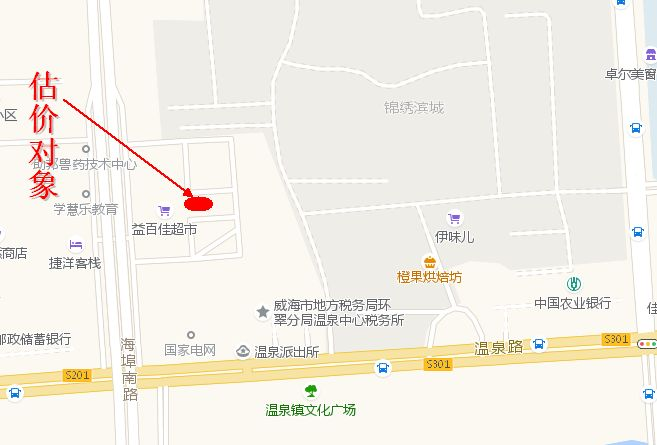 估价对象
卓尔美窗
锦绣滨城
小区
助邦兽药技术中心
学慧乐教育
益百佳超市
捷洋客栈
商店
伊味儿
橙果烘焙坊
中国农业银行
威海市地方税务局环
翠分局温泉中心税务所
佳
邮政储蓄银行
海埠南路
国家电网
温泉派出所
温泉路
S301
S201
S301
温泉镇文化广场